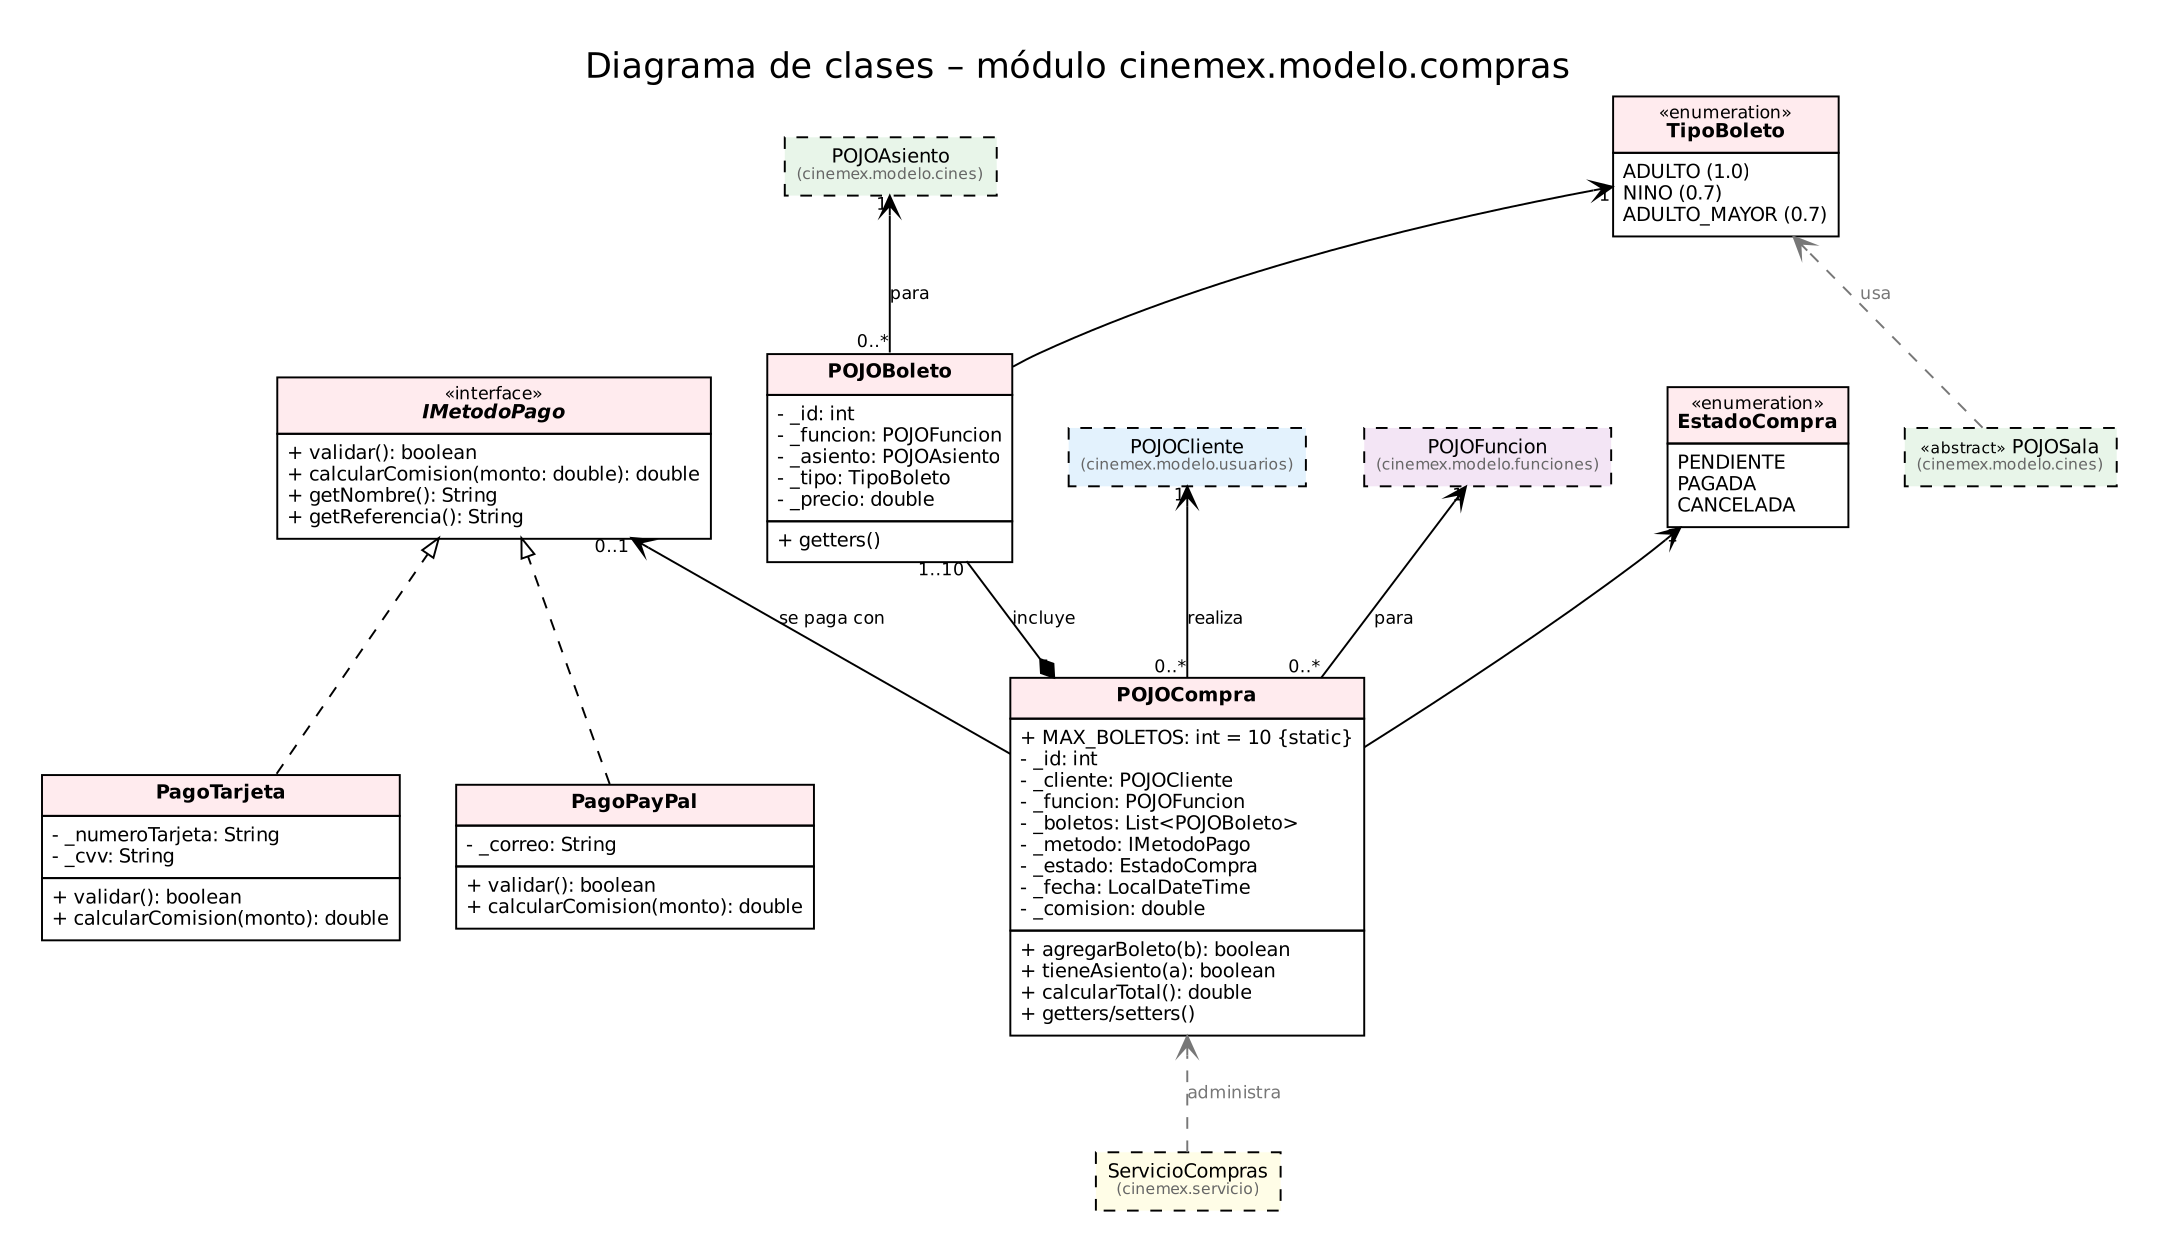 Diagrama de clases – módulo cinemex.modelo.compras
«enumeration»
TipoBoleto
ADULTO (1.0)
NINO (0.7)
ADULTO_MAYOR (0.7)
POJOAsiento
(cinemex.modelo.cines)
1
1
para
usa
0..*
POJOBoleto
- _id: int
- _funcion: POJOFuncion
- _asiento: POJOAsiento
- _tipo: TipoBoleto
- _precio: double
+ getters()
1..10
«interface»
IMetodoPago
+ validar(): boolean
+ calcularComision(monto: double): double
+ getNombre(): String
+ getReferencia(): String
0..1
POJOCliente
(cinemex.modelo.usuarios)
1
POJOFuncion
(cinemex.modelo.funciones)
1
«enumeration»
EstadoCompra
PENDIENTE
PAGADA
CANCELADA
1
«abstract» POJOSala
(cinemex.modelo.cines)
se paga con
incluye
realiza
para
0..*
0..*
POJOCompra
+ MAX_BOLETOS: int = 10 {static}
- _id: int
- _cliente: POJOCliente
- _funcion: POJOFuncion
- _boletos: List<POJOBoleto>
- _metodo: IMetodoPago
- _estado: EstadoCompra
- _fecha: LocalDateTime
- _comision: double
+ agregarBoleto(b): boolean
+ tieneAsiento(a): boolean
+ calcularTotal(): double
+ getters/setters()
PagoTarjeta
- _numeroTarjeta: String
- _cvv: String
+ validar(): boolean
+ calcularComision(monto): double
PagoPayPal
- _correo: String
+ validar(): boolean
+ calcularComision(monto): double
administra
ServicioCompras
(cinemex.servicio)